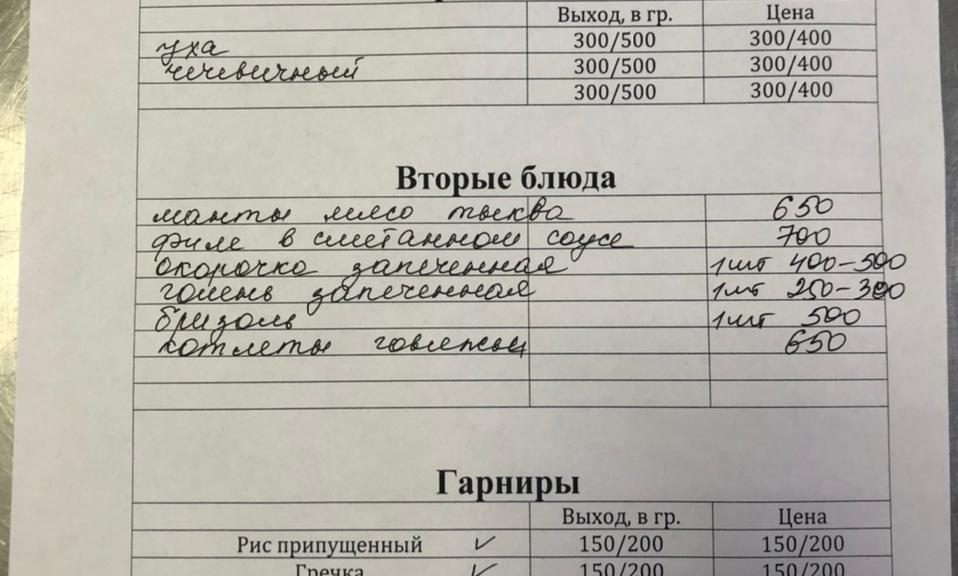 Выход, в гр. Цена
уха 300/500 300/400
чечевичный 300/500 300/400
300/500 300/400
Вторые блюда
манты мясо тыква 650
филе в сметанном соусе 700
окорочко запеченная 1шт 400-500
голень запеченная 1шт 250-300
бризоль 1шт 500
котлеты говяжьи 650
Гарниры
Выход, в гр. Цена
Рис припущенный ✓ 150/200 150/200
Гречка ✓ 150/200 150/200